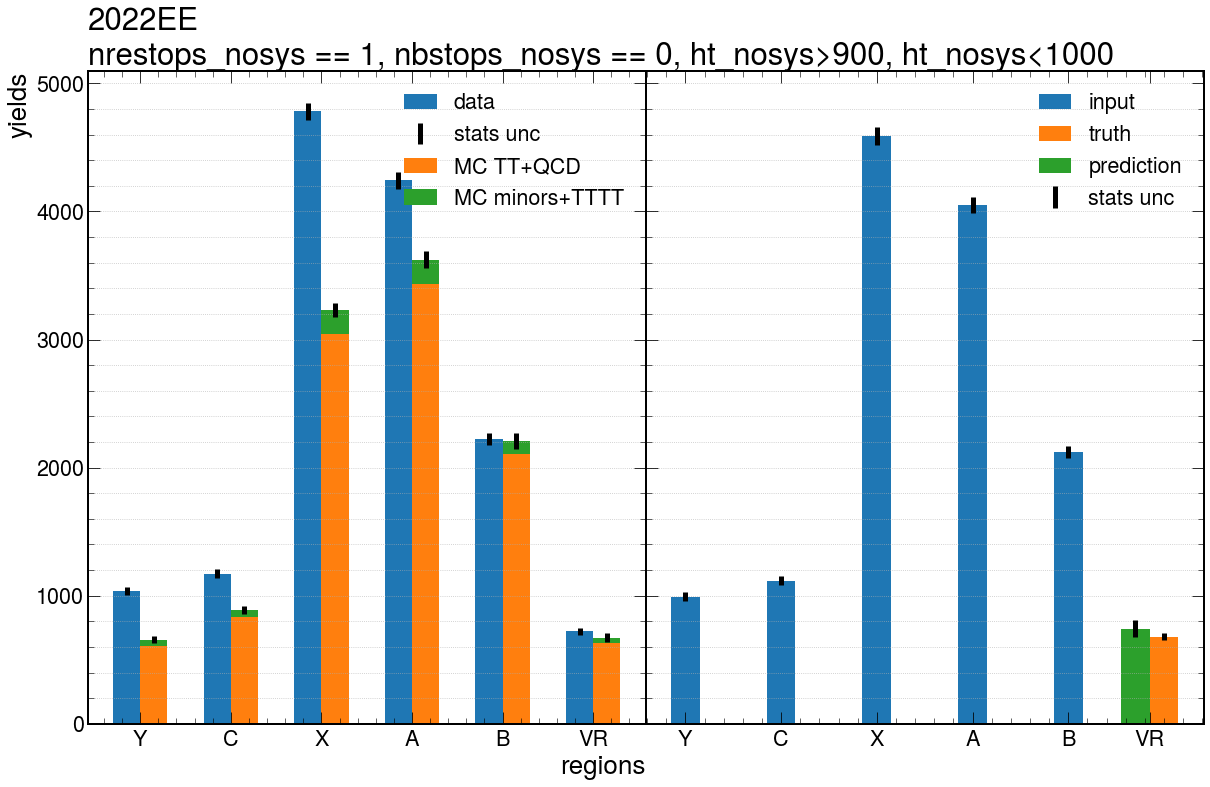 2022EE
nrestops_nosys == 1, nbstops_nosys == 0, ht_nosys>900, ht_nosys<1000
yields
5000
4000
3000
2000
1000
0
data
stats unc
MC TT+QCD
MC minors+TTTT
input
truth
prediction
stats unc
Y C X A B VR
Y C X A B VR
regions